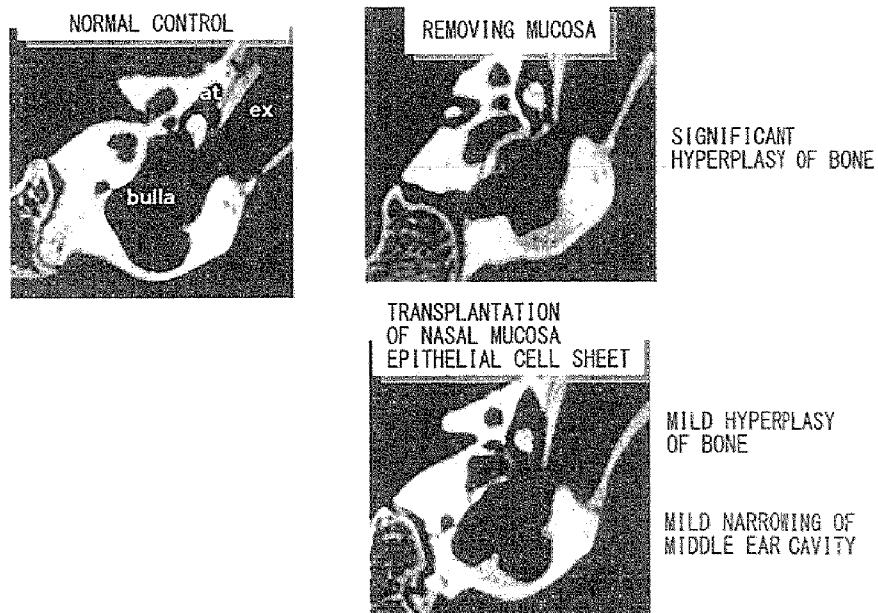 NORMAL CONTROL
at
ex
bulla
REMOVING MUCOSA
SIGNIFICANT
HYPERPLASY OF BONE
TRANSPLANTATION
OF NASAL MUCOSA
EPITHELIAL CELL SHEET
MILD HYPERPLASY
OF BONE
MILD NARROWING OF
MIDDLE EAR CAVITY